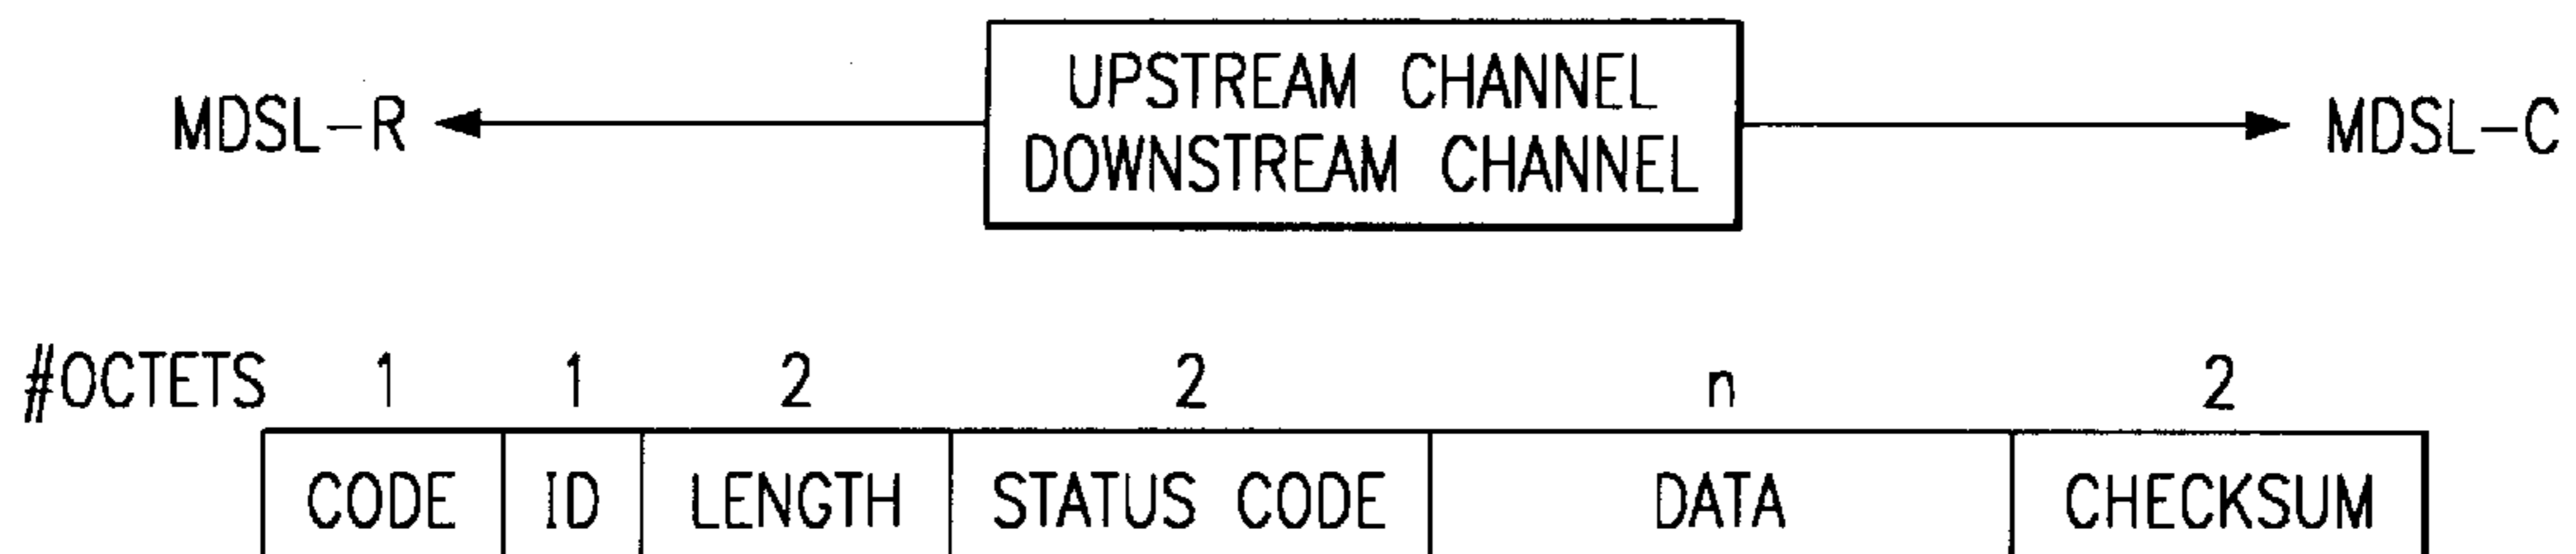 MDSL-R UPSTREAM CHANNEL DOWNSTREAM CHANNEL MDSL-C
#OCTETS 1 1 2 2 n 2
CODE ID LENGTH STATUS CODE DATA CHECKSUM